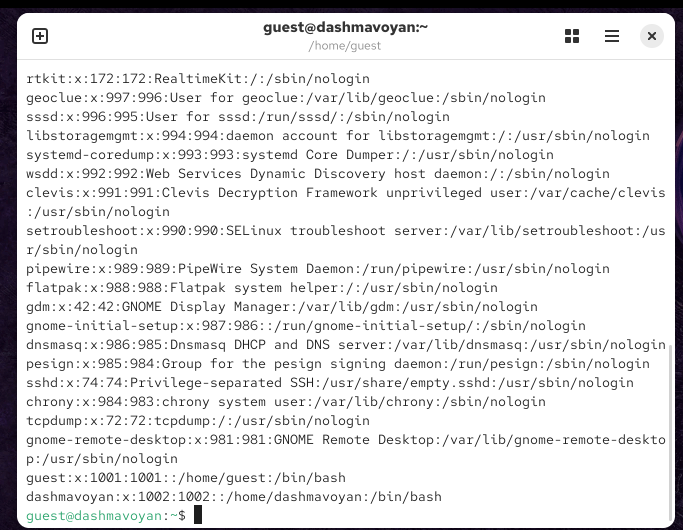 guest@dashmavoyan:~
/home/guest
rtkit:x:172:172:RealtimeKit:/:/sbin/nologin
geoclue:x:997:996:User for geoclue:/var/lib/geoclue:/sbin/nologin
sssd:x:996:995:User for sssd:/run/sssd/:/sbin/nologin
libstoragemgmt:x:994:994:daemon account for libstoragemgmt:/:/usr/sbin/nologin
systemd-coredump:x:993:993:systemd Core Dumper:/:/usr/sbin/nologin
wsdd:x:992:992:Web Services Dynamic Discovery host daemon:/:/sbin/nologin
clevis:x:991:991:Clevis Decryption Framework unprivileged user:/var/cache/clevis
:/usr/sbin/nologin
setroubleshoot:x:990:990:SELinux troubleshoot server:/var/lib/setroubleshoot:/us
r/sbin/nologin
pipewire:x:989:989:PipeWire System Daemon:/run/pipewire:/usr/sbin/nologin
flatpak:x:988:988:Flatpak system helper:/:/usr/sbin/nologin
gdm:x:42:42:GNOME Display Manager:/var/lib/gdm:/usr/sbin/nologin
gnome-initial-setup:x:987:986::/run/gnome-initial-setup/:/sbin/nologin
dnsmasq:x:986:985:Dnsmasq DHCP and DNS server:/var/lib/dnsmasq:/usr/sbin/nologin
pesign:x:985:984:Group for the pesign signing daemon:/run/pesign:/sbin/nologin
sshd:x:74:74:Privilege-separated SSH:/usr/share/empty.sshd:/usr/sbin/nologin
chrony:x:984:983:chrony system user:/var/lib/chrony:/sbin/nologin
tcpdump:x:72:72:tcpdump:/:/usr/sbin/nologin
gnome-remote-desktop:x:981:981:GNOME Remote Desktop:/var/lib/gnome-remote-deskto
p:/usr/sbin/nologin
guest:x:1001:1001::/home/guest:/bin/bash
dashmavoyan:x:1002:1002::/home/dashmavoyan:/bin/bash
guest@dashmavoyan:~$